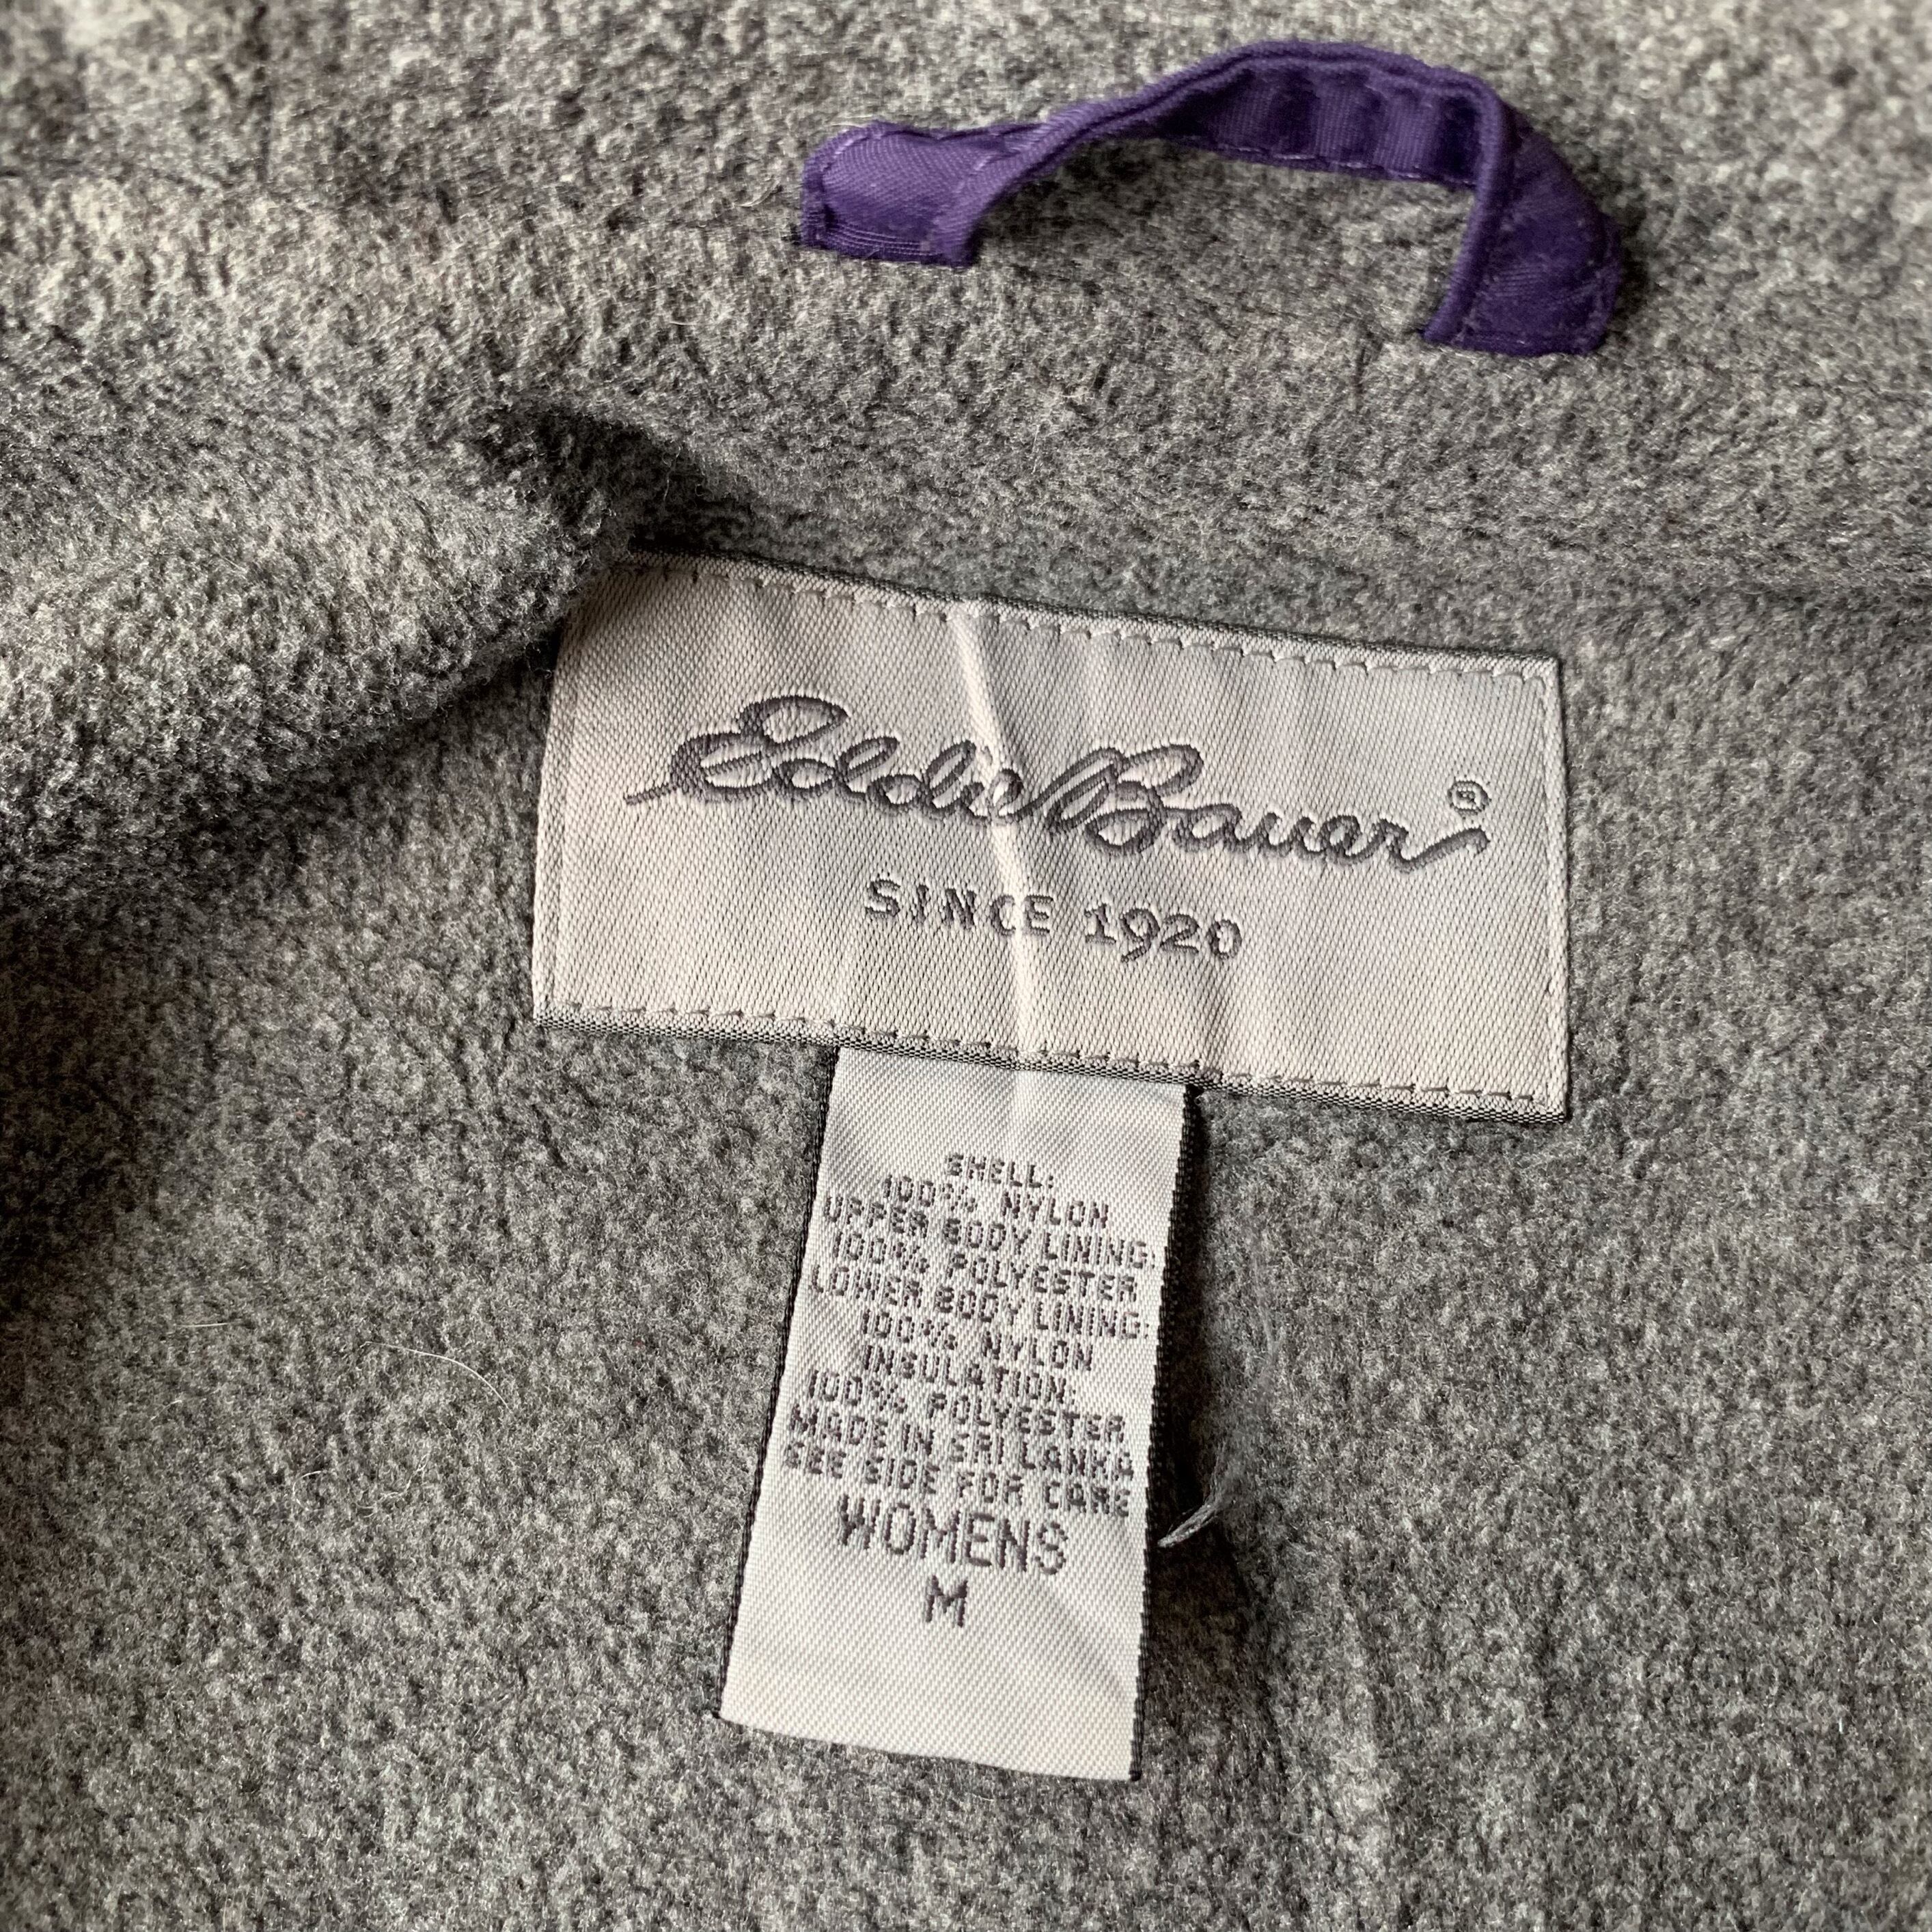 Eddie Bauer ®
SINCE 1920
SHELL:
100% NYLON
UPPER BODY LINING:
100% POLYESTER
LOWER BODY LINING:
100% NYLON
INSULATION:
100% POLYESTER
MADE IN SRI LANKA
SEE SIDE FOR CARE
WOMENS
M